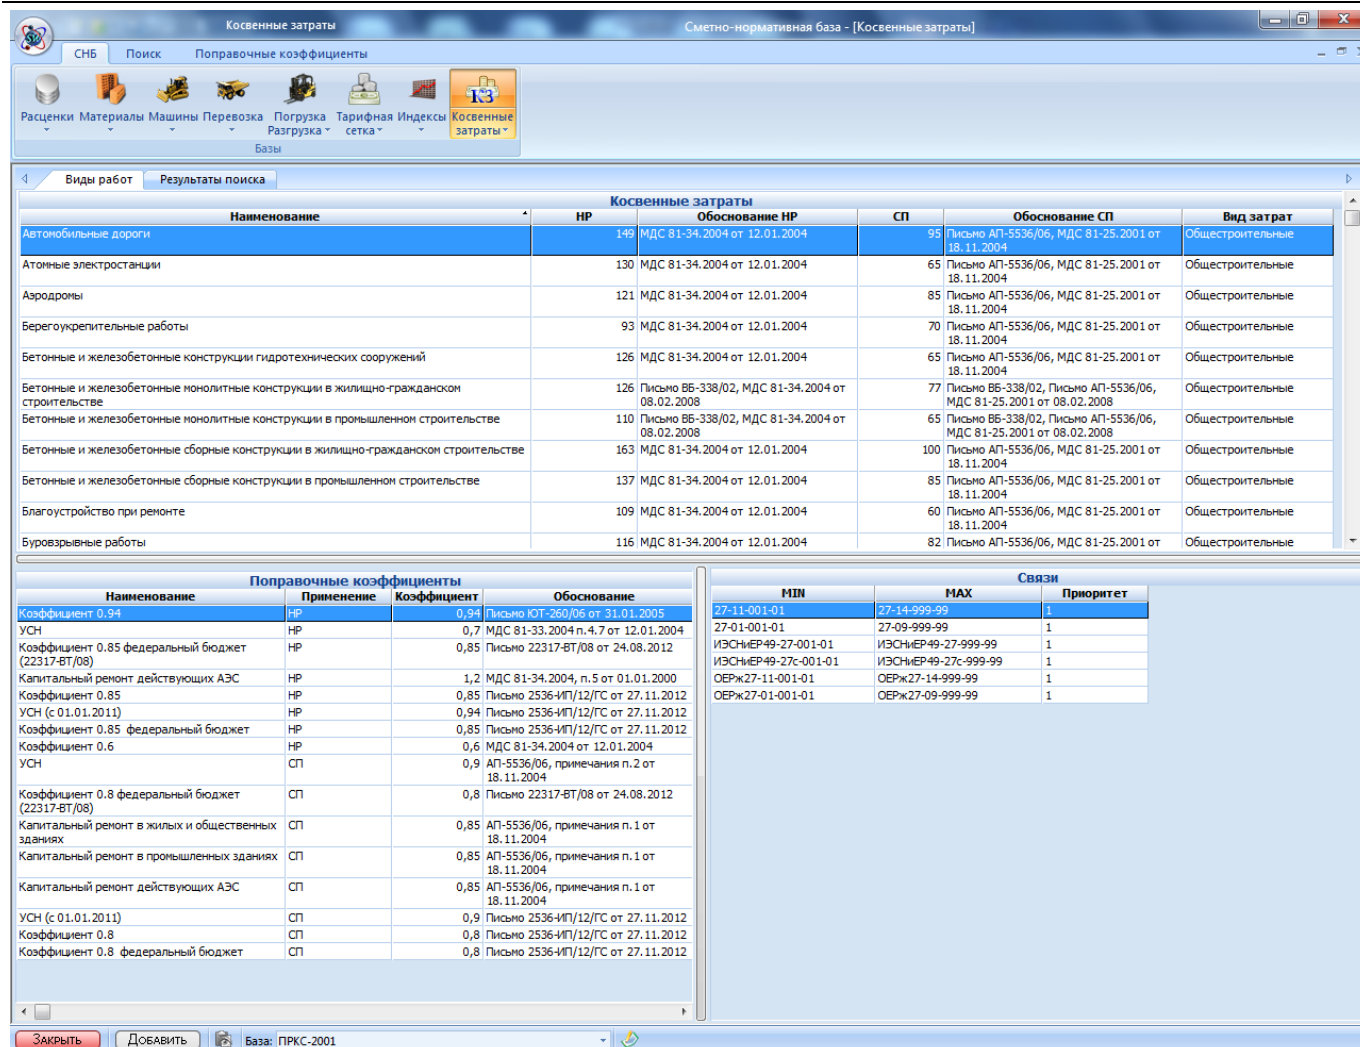 Косвенные затраты
Сметно-нормативная база - [Косвенные затраты]
СНБ Поиск Поправочные коэффициенты
Расценки Материалы Машины Перевозка Погрузка Тарифная Индексы Косвенные
Разгрузка сетка затраты
КЗ
Базы
Виды работ Результаты поиска
Косвенные затраты
Наименование НР Обоснование НР СП Обоснование СП Вид затрат
Автомобильные дороги 149 МДС 81-34.2004 от 12.01.2004 95 Письмо АП-5536/06, МДС 81-25.2001 от Общестроительные
18.11.2004
Атомные электростанции 130 МДС 81-34.2004 от 12.01.2004 65 Письмо АП-5536/06, МДС 81-25.2001 от Общестроительные
18.11.2004
Аэродромы 121 МДС 81-34.2004 от 12.01.2004 85 Письмо АП-5536/06, МДС 81-25.2001 от Общестроительные
18.11.2004
Берегоукрепительные работы 93 МДС 81-34.2004 от 12.01.2004 70 Письмо АП-5536/06, МДС 81-25.2001 от Общестроительные
18.11.2004
Бетонные и железобетонные конструкции гидротехнических сооружений 126 МДС 81-34.2004 от 12.01.2004 65 Письмо АП-5536/06, МДС 81-25.2001 от Общестроительные
18.11.2004
Бетонные и железобетонные монолитные конструкции в жилищно-гражданском 126 Письмо ВБ-338/02, МДС 81-34.2004 от 77 Письмо ВБ-338/02, Письмо АП-5536/06, Общестроительные
строительстве 08.02.2008 МДС 81-25.2001 от 08.02.2008
Бетонные и железобетонные монолитные конструкции в промышленном строительстве 110 Письмо ВБ-338/02, МДС 81-34.2004 от 65 Письмо ВБ-338/02, Письмо АП-5536/06, Общестроительные
08.02.2008 МДС 81-25.2001 от 08.02.2008
Бетонные и железобетонные сборные конструкции в жилищно-гражданском строительстве 163 МДС 81-34.2004 от 12.01.2004 100 Письмо АП-5536/06, МДС 81-25.2001 от Общестроительные
18.11.2004
Бетонные и железобетонные сборные конструкции в промышленном строительстве 137 МДС 81-34.2004 от 12.01.2004 85 Письмо АП-5536/06, МДС 81-25.2001 от Общестроительные
18.11.2004
Благоустройство при ремонте 109 МДС 81-34.2004 от 12.01.2004 60 Письмо АП-5536/06, МДС 81-25.2001 от Общестроительные
18.11.2004
Буровзрывные работы 116 МДС 81-34.2004 от 12.01.2004 82 Письмо АП-5536/06, МДС 81-25.2001 от Общестроительные
Поправочные коэффициенты
Наименование Применение Коэффициент Обоснование
Коэффициент 0.94 НР 0,94 Письмо ЮТ-260/06 от 31.01.2005
УСН НР 0,7 МДС 81-33.2004 п.4.7 от 12.01.2004
Коэффициент 0.85 федеральный бюджет НР 0,85 Письмо 22317-ВТ/08 от 24.08.2012
(22317-ВТ/08)
Капитальный ремонт действующих АЭС НР 1,2 МДС 81-34.2004, п.5 от 01.01.2000
Коэффициент 0.85 НР 0,85 Письмо 2536-ИП/12/ГС от 27.11.2012
УСН (с 01.01.2011) НР 0,94 Письмо 2536-ИП/12/ГС от 27.11.2012
Коэффициент 0.85 федеральный бюджет НР 0,85 Письмо 2536-ИП/12/ГС от 27.11.2012
Коэффициент 0.6 НР 0,6 МДС 81-34.2004 от 12.01.2004
УСН СП 0,9 АП-5536/06, примечания п.2 от
18.11.2004
Коэффициент 0.8 федеральный бюджет СП 0,8 Письмо 22317-ВТ/08 от 24.08.2012
(22317-ВТ/08)
Капитальный ремонт в жилых и общественных СП 0,85 АП-5536/06, примечания п.1 от
зданиях 18.11.2004
Капитальный ремонт в промышленных зданиях СП 0,85 АП-5536/06, примечания п.1 от
18.11.2004
Капитальный ремонт действующих АЭС СП 0,85 АП-5536/06, примечания п.1 от
18.11.2004
УСН (с 01.01.2011) СП 0,9 Письмо 2536-ИП/12/ГС от 27.11.2012
Коэффициент 0.8 СП 0,8 Письмо 2536-ИП/12/ГС от 27.11.2012
Коэффициент 0.8 федеральный бюджет СП 0,8 Письмо 2536-ИП/12/ГС от 27.11.2012
Связи
MIN MAX Приоритет
27-11-001-01 27-14-999-99 1
27-01-001-01 27-09-999-99 1
ИЭСНиЕР49-27-001-01 ИЭСНиЕР49-27-999-99 1
ИЭСНиЕР49-27с-001-01 ИЭСНиЕР49-27с-999-99 1
ОЕРж27-11-001-01 ОЕРж27-14-999-99 1
ОЕРж27-01-001-01 ОЕРж27-09-999-99 1
Закрыть Добавить База: ПРКС-2001